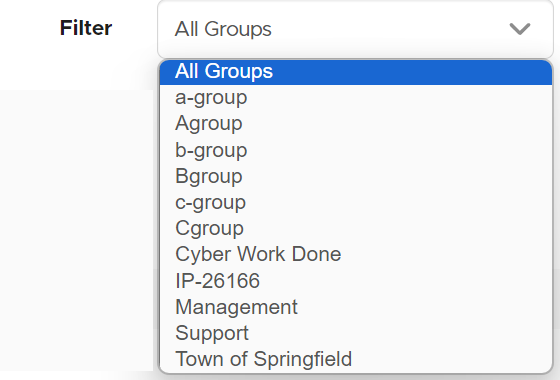 Filter
All Groups
All Groups
a-group
Agroup
b-group
Bgroup
c-group
Cgroup
Cyber Work Done
IP-26166
Management
Support
Town of Springfield